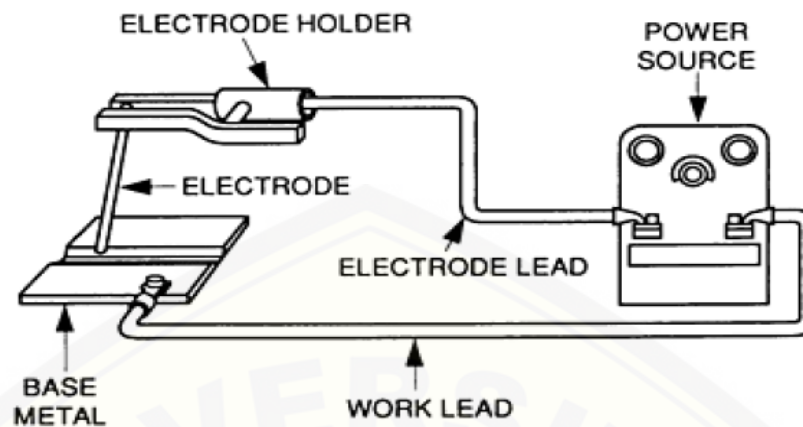 ELECTRODE HOLDER
POWER
SOURCE
ELECTRODE
ELECTRODE LEAD
BASE
METAL
WORK LEAD